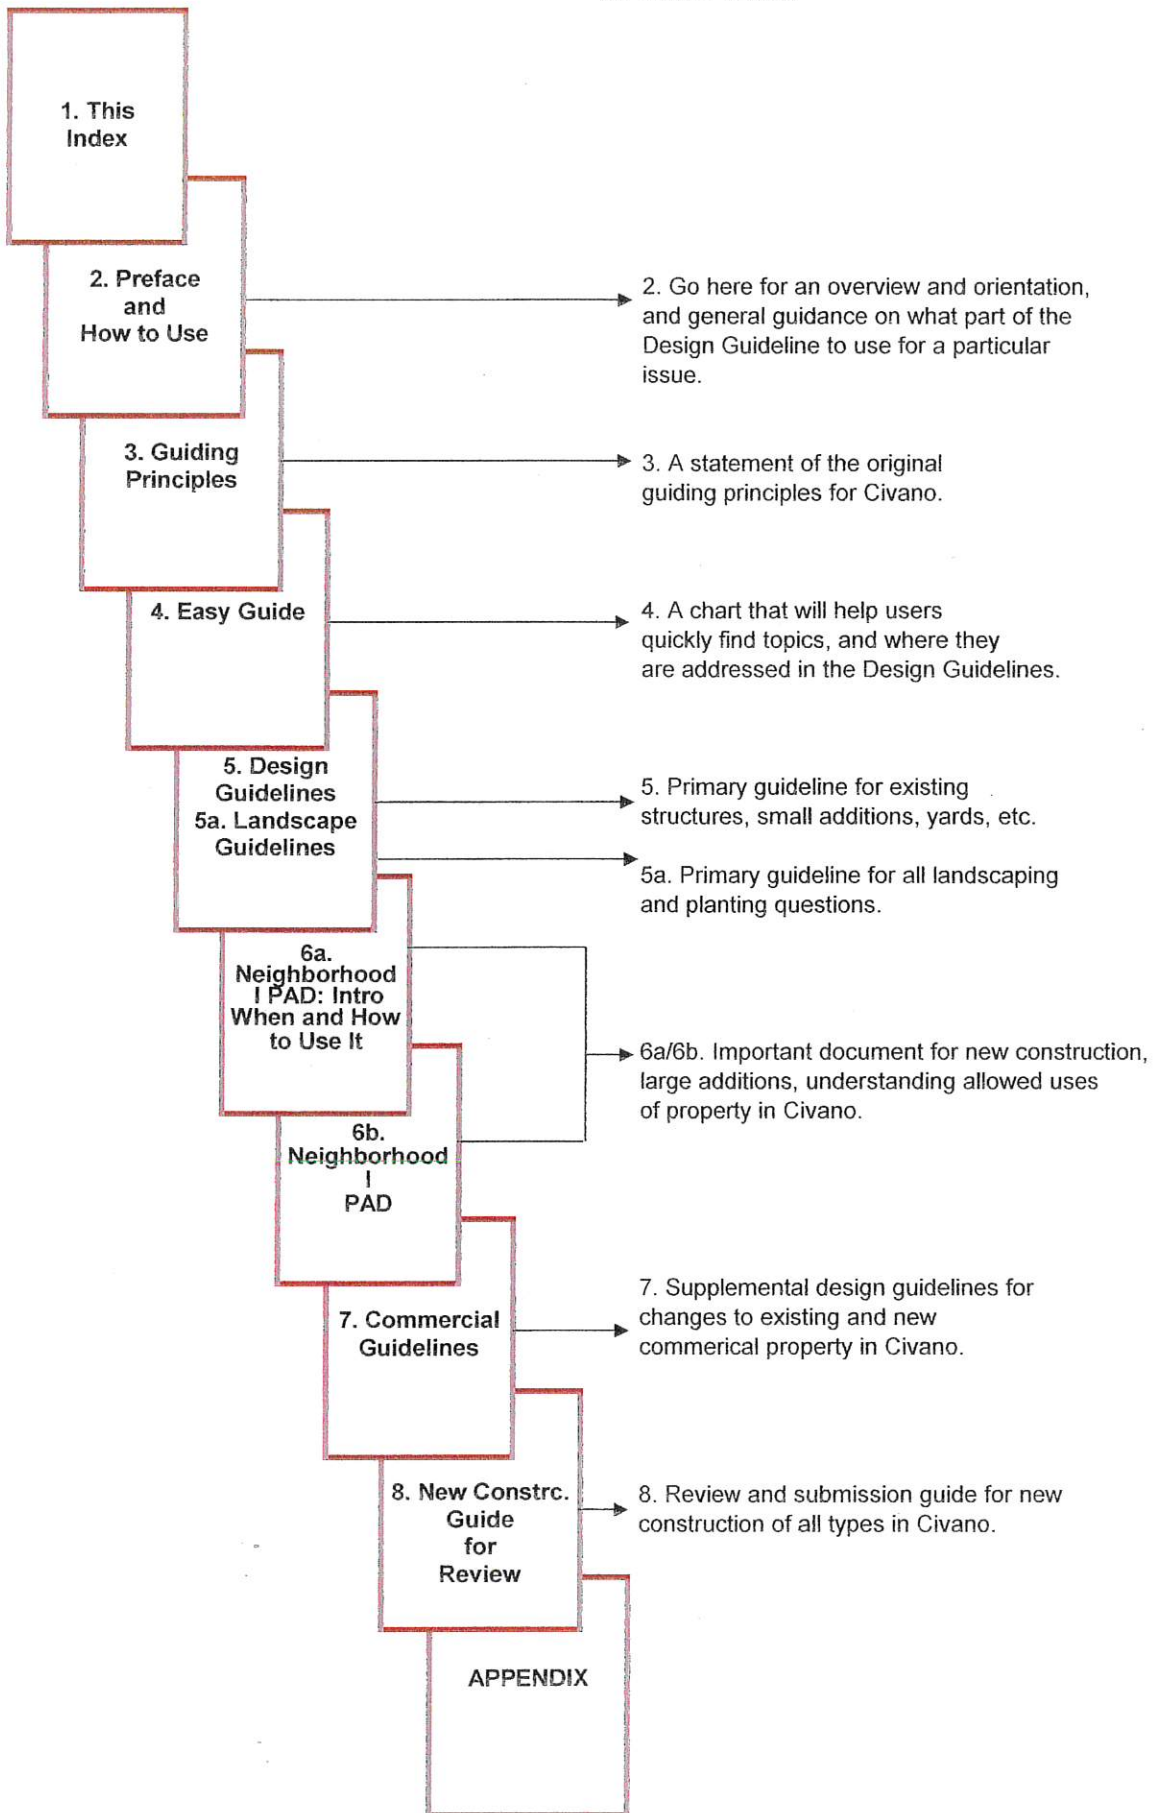 1. This
Index
2. Preface
and
How to Use
2. Go here for an overview and orientation,
and general guidance on what part of the
Design Guideline to use for a particular
issue.
3. Guiding
Principles
3. A statement of the original
guiding principles for Civano.
4. Easy Guide
4. A chart that will help users
quickly find topics, and where they
are addressed in the Design Guidelines.
5. Design
Guidelines
5a. Landscape
Guidelines
5. Primary guideline for existing
structures, small additions, yards, etc.
5a. Primary guideline for all landscaping
and planting questions.
6a.
Neighborhood
I PAD: Intro
When and How
to Use It
6a/6b. Important document for new construction,
large additions, understanding allowed uses
of property in Civano.
6b.
Neighborhood
I
PAD
7. Commercial
Guidelines
7. Supplemental design guidelines for
changes to existing and new
commerical property in Civano.
8. New Constrc.
Guide
for
Review
8. Review and submission guide for new
construction of all types in Civano.
APPENDIX